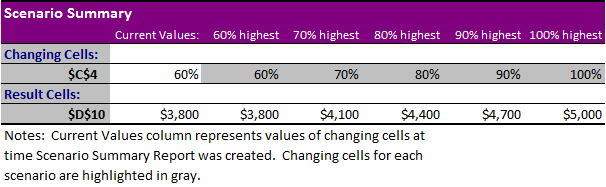 Scenario Summary
Current Values: 60% highest 70% highest 80% highest 90% highest 100% highest
Changing Cells:
$C$4 60% 60% 70% 80% 90% 100%
Result Cells:
$D$10 $3,800 $3,800 $4,100 $4,400 $4,700 $5,000
Notes: Current Values column represents values of changing cells at
time Scenario Summary Report was created. Changing cells for each
scenario are highlighted in gray.